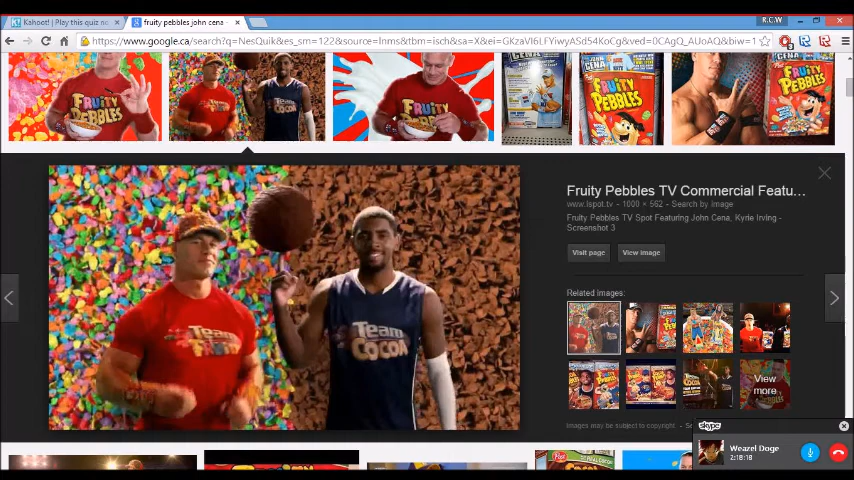 Kahoot! | Play this quiz no
fruity pebbles john cena -
R.G.W
https://www.google.ca/search?q=NesQuik&es_sm=122&source=lnms&tbm=isch&sa=X&ei=GKzaVI6LFYiwyASd54KoCg&ved=0CAgQ_AUoAQ&biw=1
FRUITY
PEBBLES
FRUITY
PEBBLES
JOHN
CENA
FRUITY
PEBBLES
FRUITY
PEBBLES
Team
Team
COCOA
Fruity Pebbles TV Commercial Featu...
www.ispot.tv - 1000 × 562 - Search by image
Fruity Pebbles TV Spot Featuring John Cena, Kyrie Irving -
Screenshot 3
Visit page
View image
Related images:
View
more
Images may be subject to copyright.
skype
Weazel Doge
2:18:18